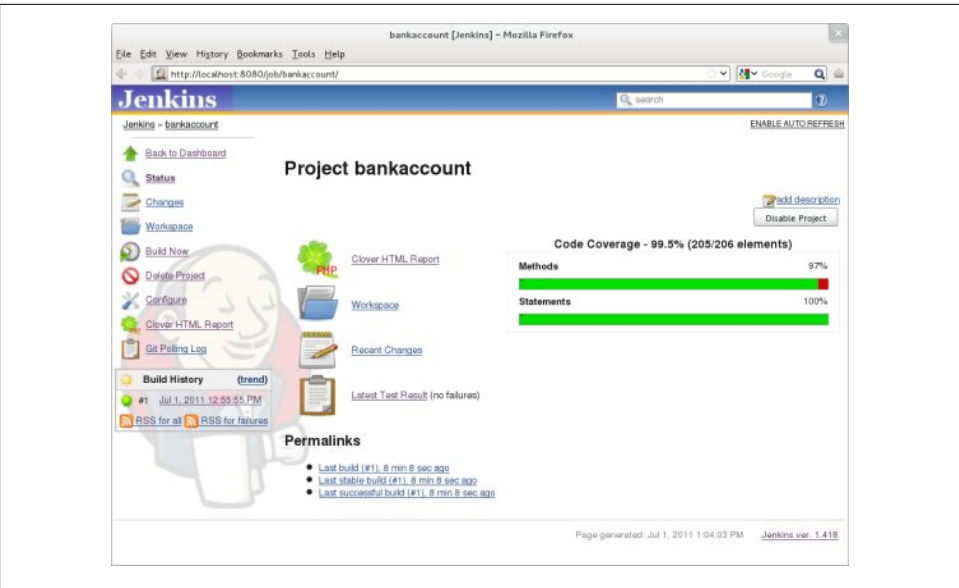 bankaccount [Jenkins] - Mozilla Firefox
File Edit View History Bookmarks Tools Help
http://localhost:8080/job/bankaccount/
Google
Jenkins
search
Jenkins » bankaccount
ENABLE AUTO REFRESH
Back to Dashboard
Status
Changes
Workspace
Build Now
Delete Project
Configure
Clover HTML Report
Git Polling Log
Build History (trend)
#1 Jul 1, 2011 12:55:55 PM
RSS for all RSS for failures
Project bankaccount
add description
Disable Project
PHP
Clover HTML Report
Workspace
Recent Changes
Latest Test Result (no failures)
Code Coverage - 99.5% (205/206 elements)
Methods 97%
Statements 100%
Permalinks
Last build (#1), 8 min 8 sec ago
Last stable build (#1), 8 min 8 sec ago
Last successful build (#1), 8 min 8 sec ago
Page generated: Jul 1, 2011 1:04:03 PM
Jenkins ver. 1.418